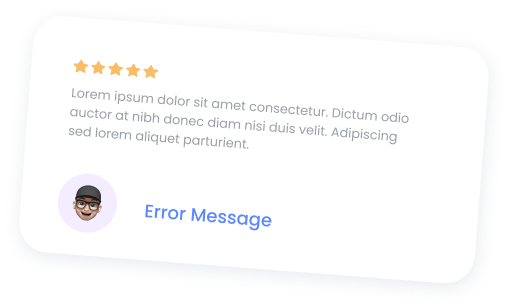 Lorem ipsum dolor sit amet consectetur. Dictum odio
auctor at nibh donec diam nisi duis velit. Adipiscing
sed lorem aliquet parturient.
Error Message